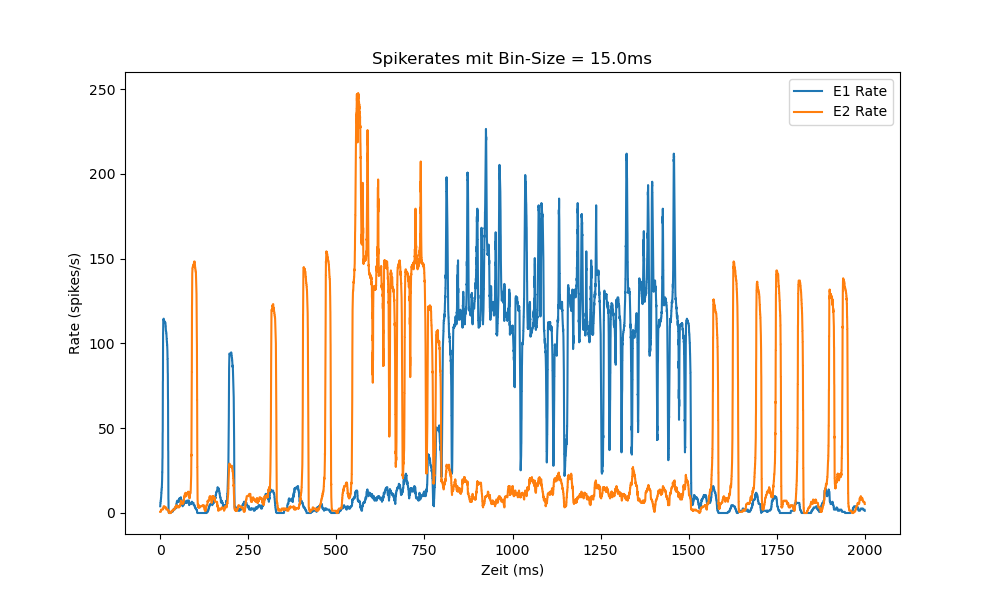 Spikerates mit Bin-Size = 15.0ms
E1 Rate
E2 Rate
250
200
150
100
50
0
Rate (spikes/s)
0 250 500 750 1000 1250 1500 1750 2000
Zeit (ms)